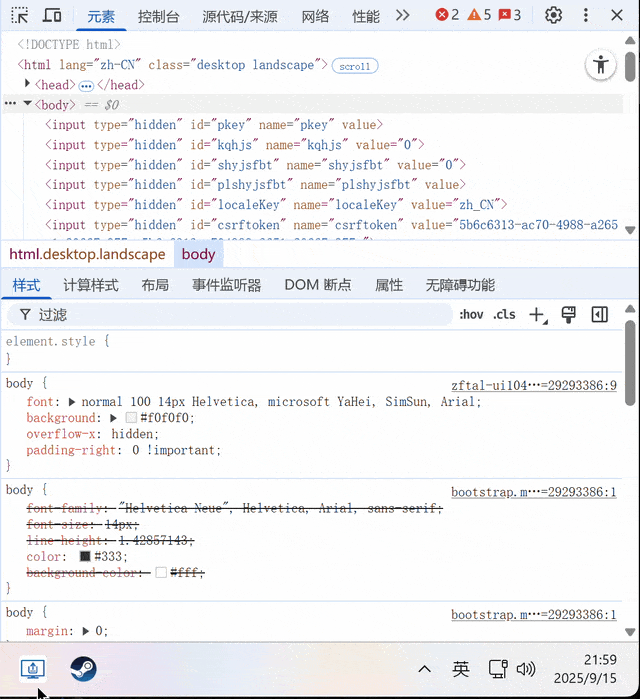 元素 控制台 源代码/来源 网络 性能 2 5 3
<!DOCTYPE html>
<html lang="zh-CN" class="desktop landscape"> scroll
<head> … </head>
<body> == $0
<input type="hidden" id="pkey" name="pkey" value>
<input type="hidden" id="kqhjs" name="kqhjs" value="0">
<input type="hidden" id="shyjsfbt" name="shyjsfbt" value="0">
<input type="hidden" id="plshyjsfbt" name="plshyjsfbt" value>
<input type="hidden" id="localeKey" name="localeKey" value="zh_CN">
<input type="hidden" id="csrftoken" name="csrftoken" value="5b6c6313-ac70-4988-a265
html.desktop.landscape body
样式 计算样式 布局 事件监听器 DOM 断点 属性 无障碍功能
过滤 :hov .cls
element.style {
}
body { zftal-ui104…=29293386:9
font: normal 100 14px Helvetica, microsoft YaHei, SimSun, Arial;
background: #f0f0f0;
overflow-x: hidden;
padding-right: 0 !important;
}
body { bootstrap.m…=29293386:1
font-family: "Helvetica Neue", Helvetica, Arial, sans-serif;
font-size: 14px;
line-height: 1.42857143;
color: #333;
background-color: #fff;
}
body { bootstrap.m…=29293386:1
margin: 0;
英 21:59
2025/9/15